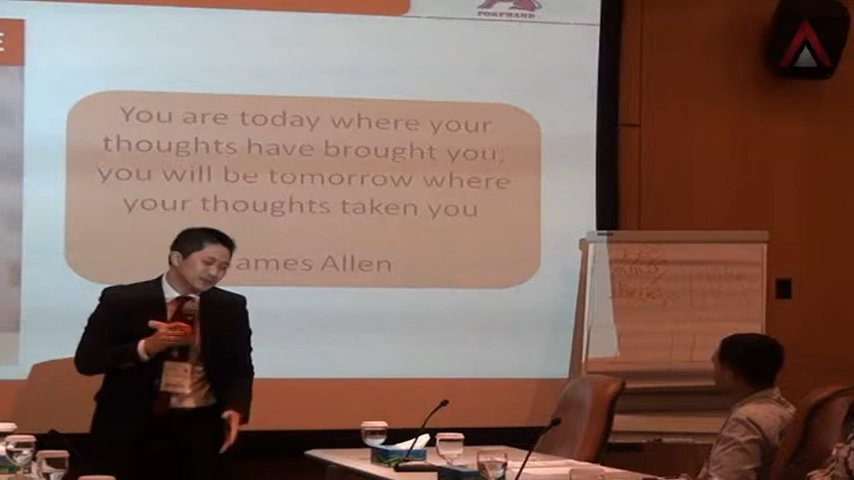 E
You are today where your
thoughts have brought you,
you will be tomorrow where
your thoughts taken you
ames Allen